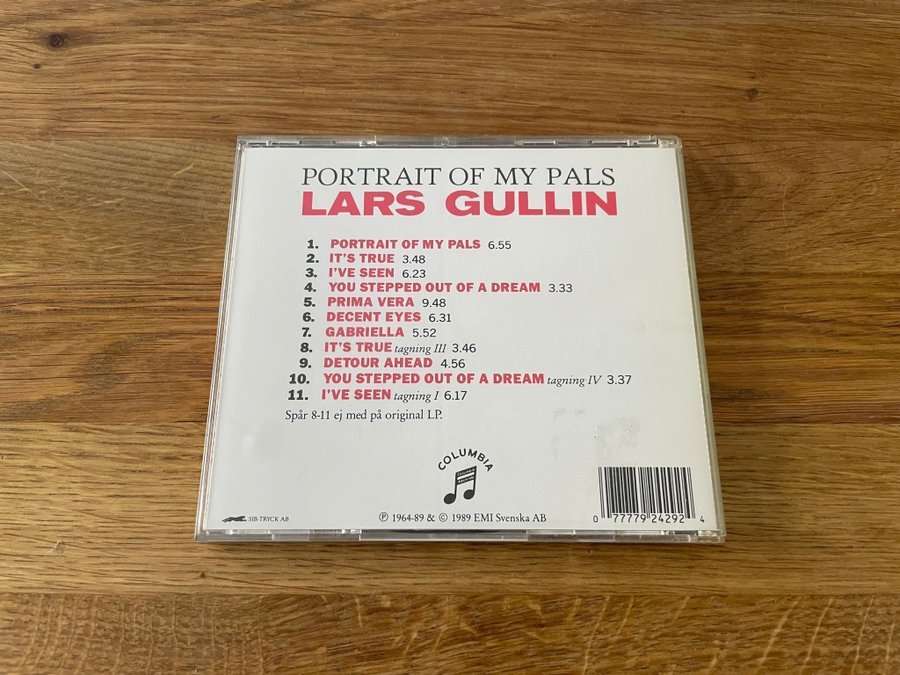 PORTRAIT OF MY PALS
LARS GULLIN
1. PORTRAIT OF MY PALS 6.55
2. IT'S TRUE 3.48
3. I'VE SEEN 6.23
4. YOU STEPPED OUT OF A DREAM 3.33
5. PRIMA VERA 9.48
6. DECENT EYES 6.31
7. GABRIELLA 5.52
8. IT'S TRUE tagning III 3.46
9. DETOUR AHEAD 4.56
10. YOU STEPPED OUT OF A DREAM tagning IV 3.37
11. I'VE SEEN tagning I 6.17
Spår 8-11 ej med på original LP.
COLUMBIA
SIB-TRYCK AB
℗ 1964-89 & © 1989 EMI Svenska AB
0 77779 24292 4